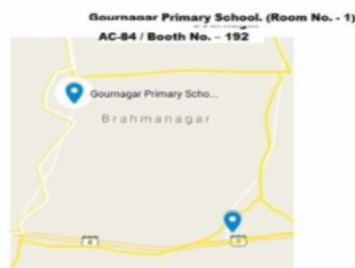 Gournagar Primary School. (Room No. - 1)
AC-84 / Booth No. – 192
Gournagar Primary Scho...
Brahmanagar